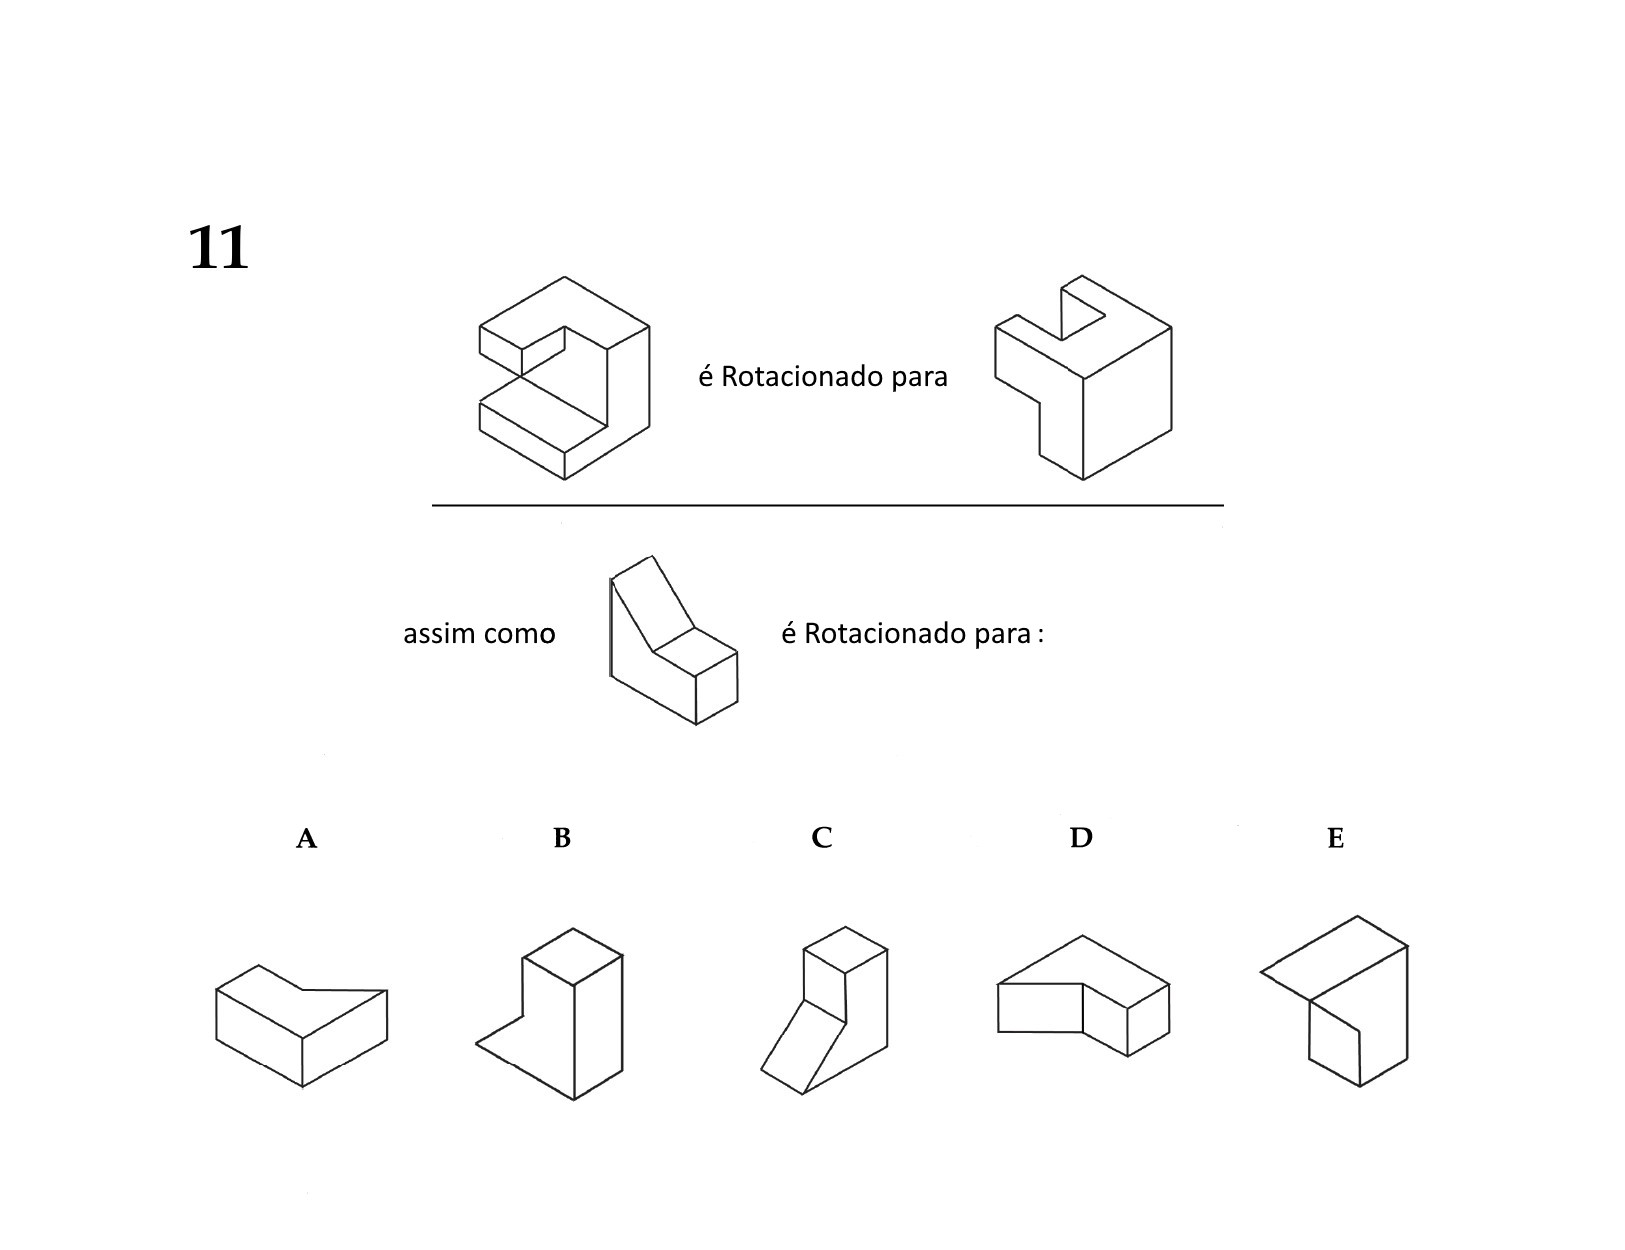 11
é Rotacionado para
assim como é Rotacionado para :
A B C D E